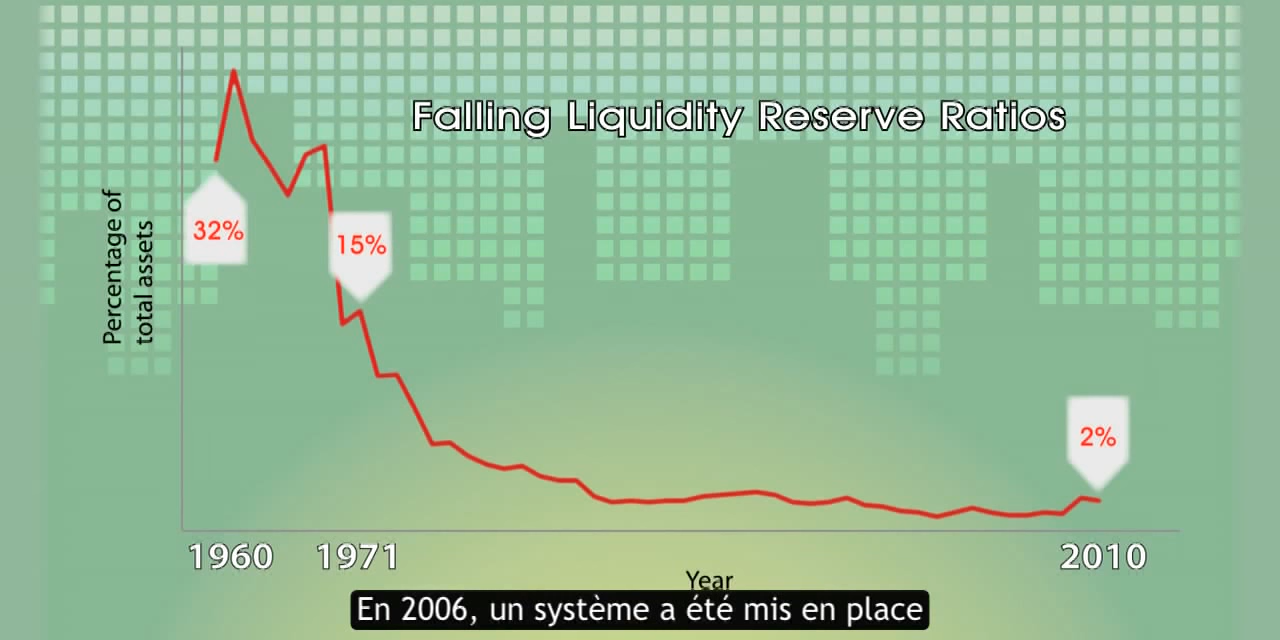 Falling Liquidity Reserve Ratios
Percentage of
total assets
32%
15%
2%
1960
1971
2010
Year
En 2006, un système a été mis en place